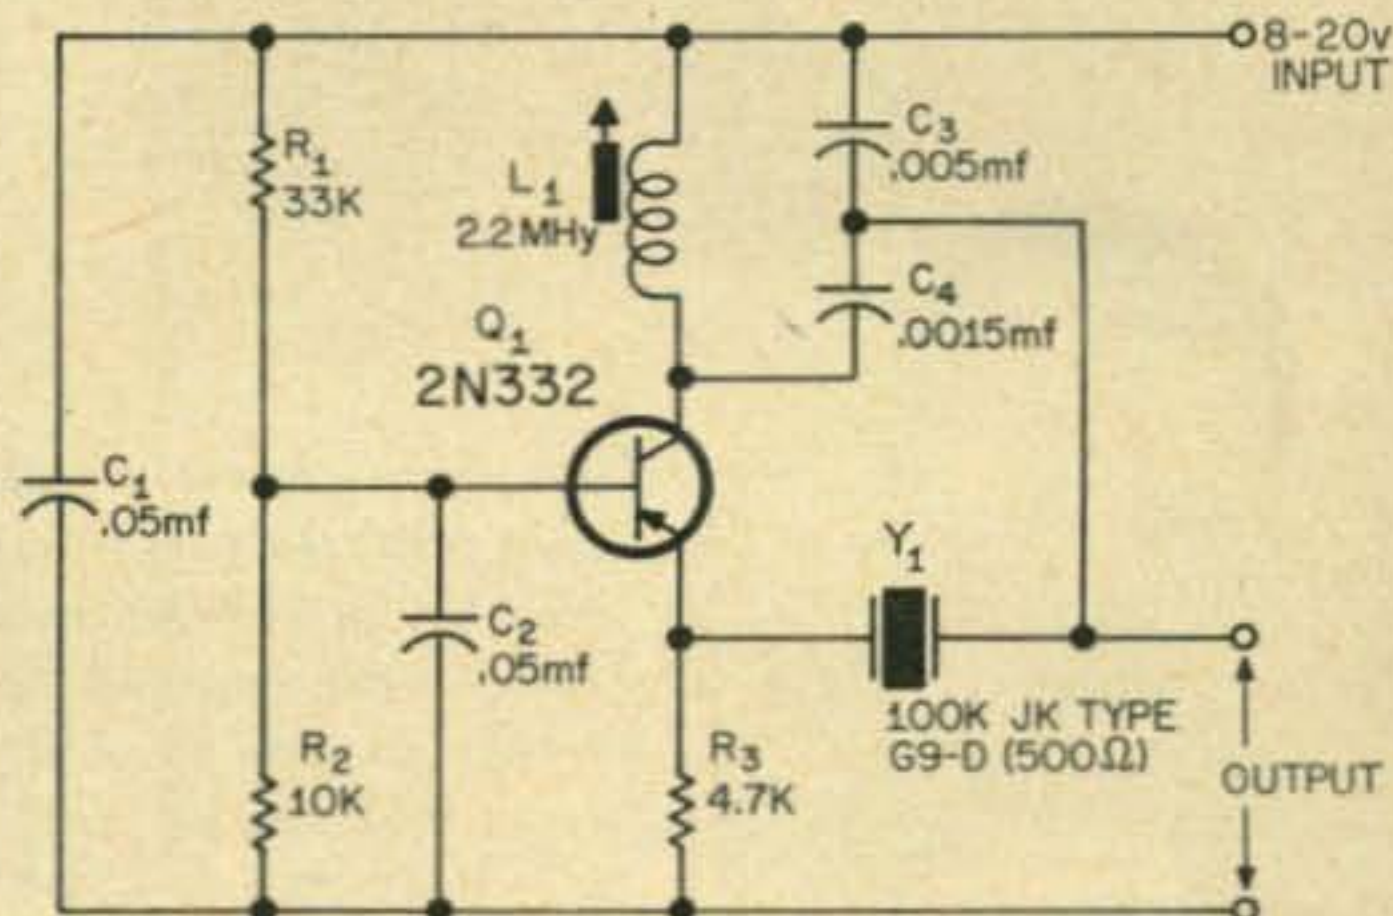 8-20v
INPUT
R1
33K
L1
2.2MHy
C3
.005mf
C4
.0015mf
Q1
2N332
C1
.05mf
C2
.05mf
Y1
100K JK TYPE
G9-D (500Ω)
R2
10K
R3
4.7K
OUTPUT